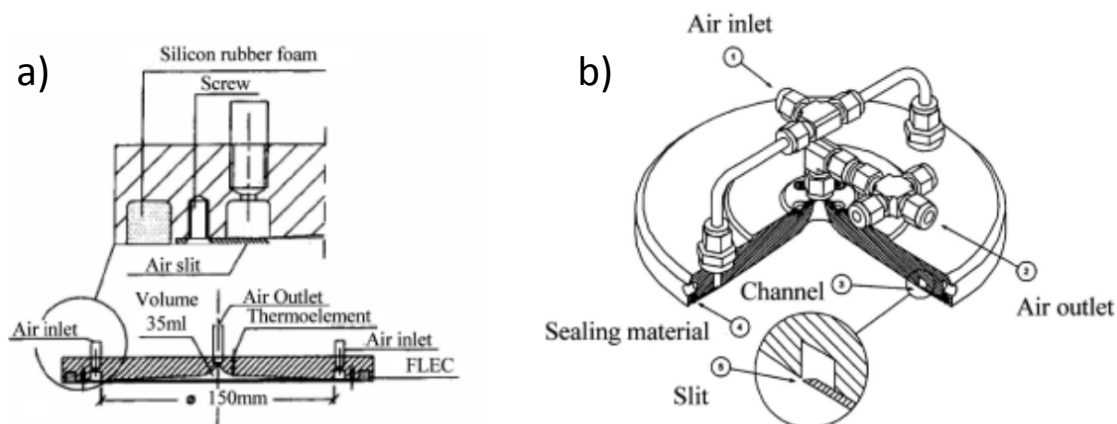 a)
Silicon rubber foam
Screw
Air slit
Volume
35ml
Air Outlet
Thermoelement
Air inlet
Air inlet
FLEC
ø 150mm
b)
Air inlet
1
2
Air outlet
Channel
3
Sealing material
4
5
Slit